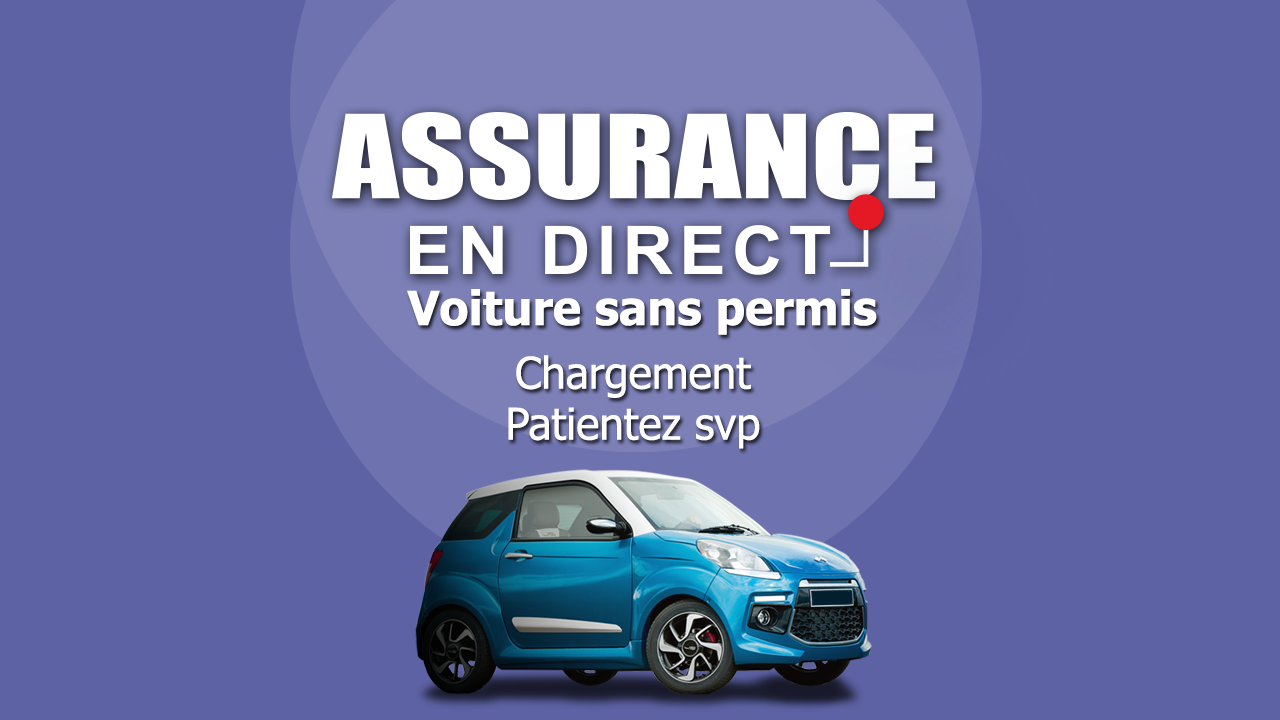 ASSURANCE
EN DIRECT
Voiture sans permis
Chargement
Patientez svp